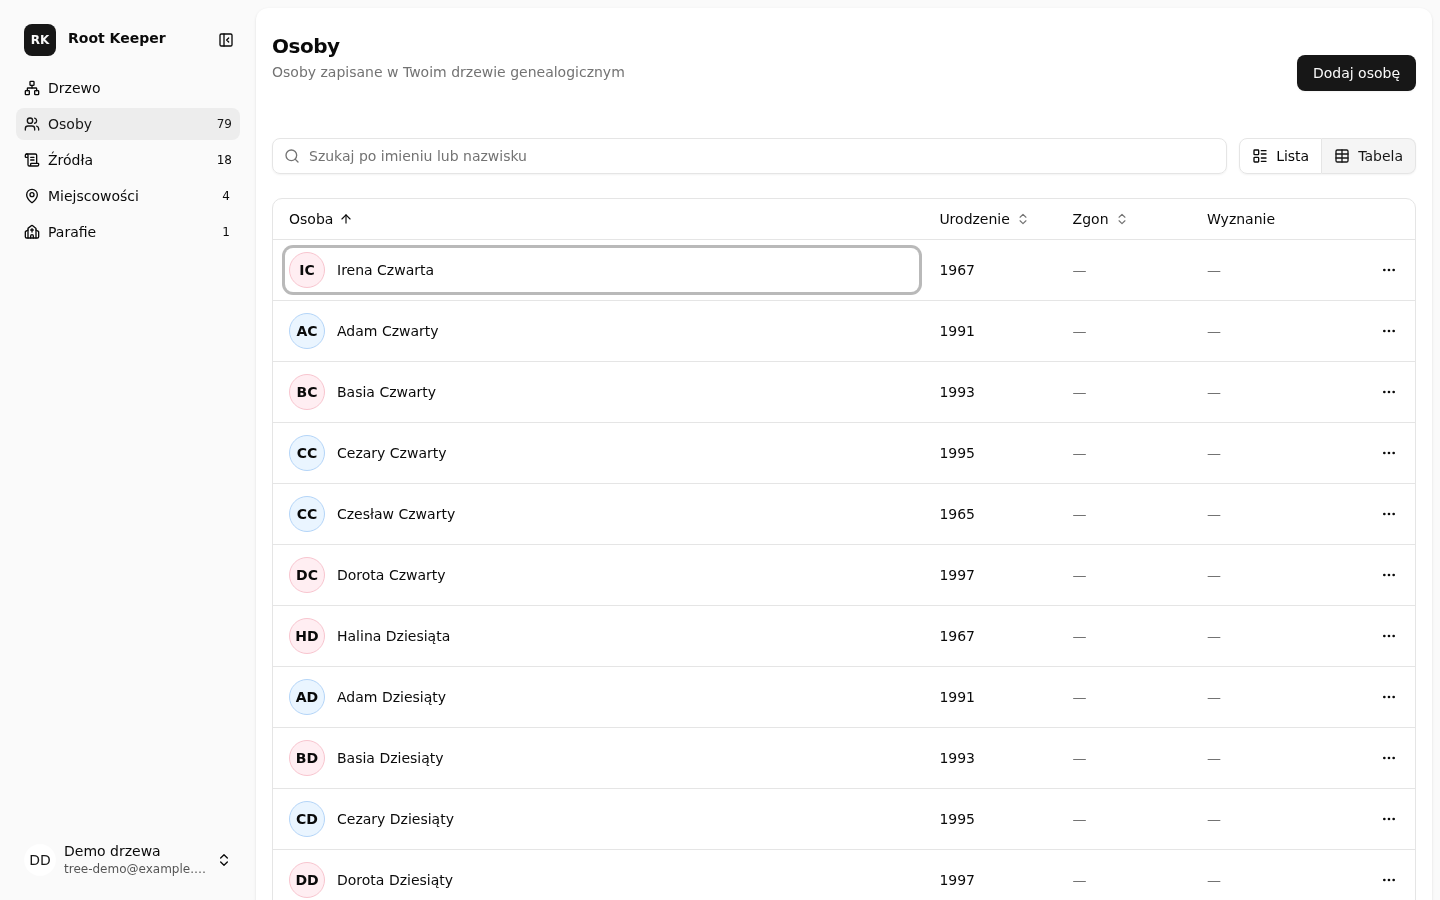 RK Root Keeper
Drzewo
Osoby 79
Źródła 18
Miejscowości 4
Parafie 1
DD Demo drzewa
tree-demo@example....
Osoby
Osoby zapisane w Twoim drzewie genealogicznym
Dodaj osobę
Szukaj po imieniu lub nazwisku
Lista Tabela
Osoba Urodzenie Zgon Wyznanie
IC Irena Czwarta 1967 — —
AC Adam Czwarty 1991 — —
BC Basia Czwarty 1993 — —
CC Cezary Czwarty 1995 — —
CC Czesław Czwarty 1965 — —
DC Dorota Czwarty 1997 — —
HD Halina Dziesiąta 1967 — —
AD Adam Dziesiąty 1991 — —
BD Basia Dziesiąty 1993 — —
CD Cezary Dziesiąty 1995 — —
DD Dorota Dziesiąty 1997 — —